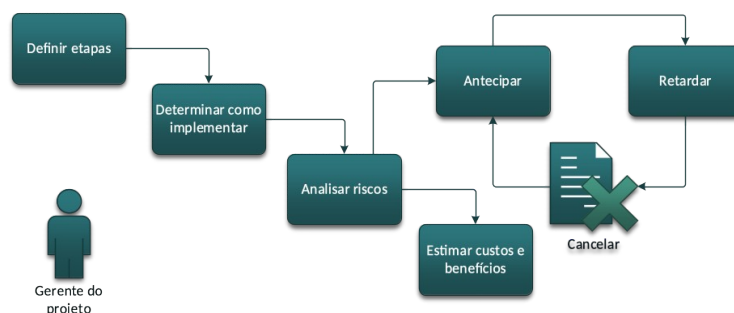 Definir etapas
Determinar como
implementar
Analisar riscos
Estimar custos e
benefícios
Antecipar
Retardar
Cancelar
Gerente do
projeto